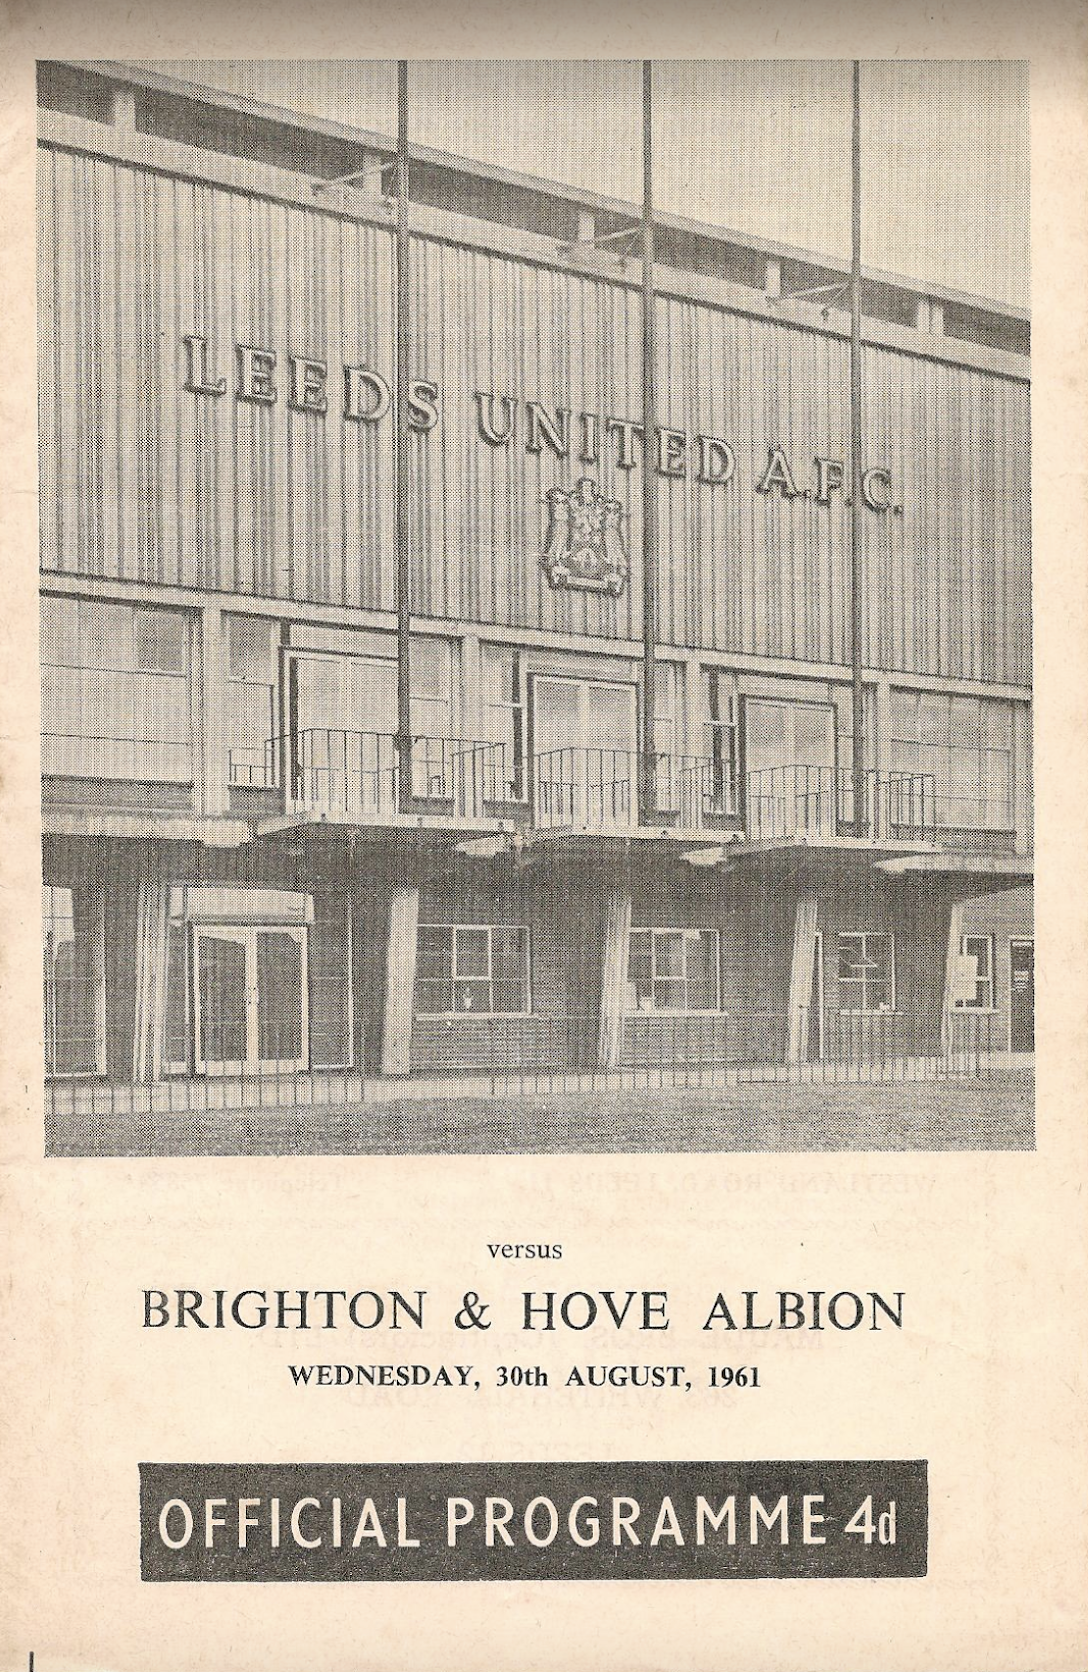 LEEDS UNITED A.F.C.
versus
BRIGHTON & HOVE ALBION
WEDNESDAY, 30th AUGUST, 1961
OFFICIAL PROGRAMME 4d